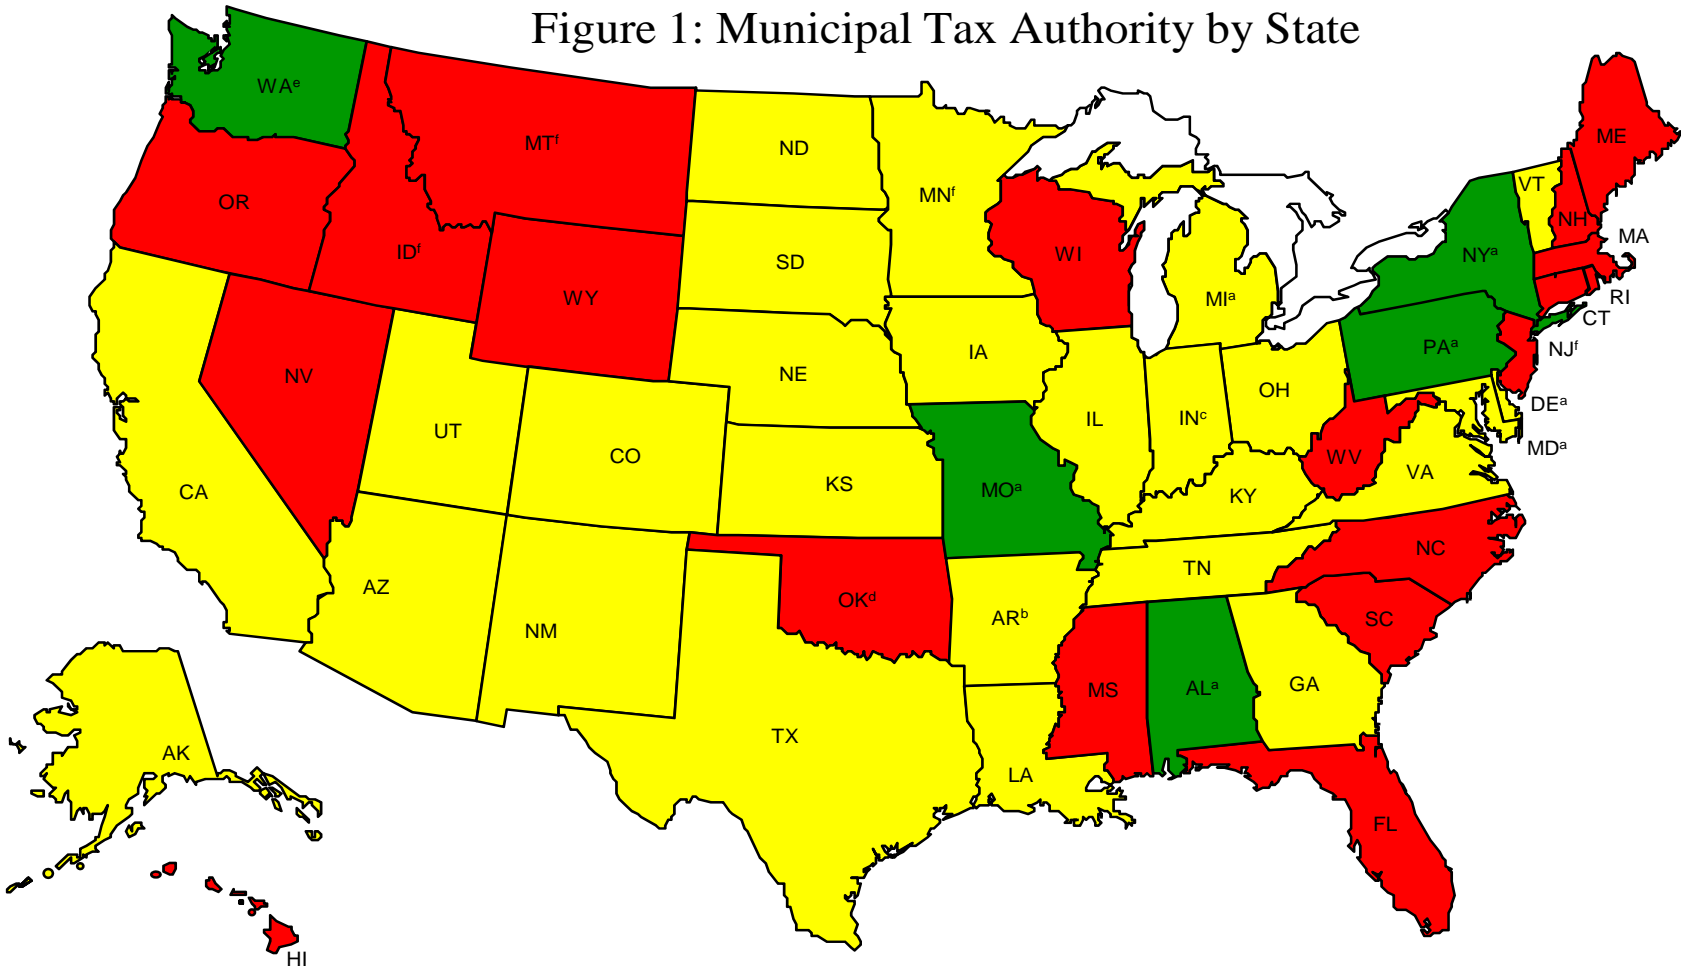 Figure 1: Municipal Tax Authority by State
WAᵉ
MTᶠ
ND
MNᶠ
ME
VT
OR
IDᶠ
WY
SD
WI
MIᵃ
NYᵃ
NH
MA
RI
CT
NV
UT
CO
NE
IA
IL
INᶜ
OH
PAᵃ
NJᶠ
DEᵃ
MDᵃ
CA
KS
MOᵃ
KY
WV
VA
AZ
NM
OKᵈ
ARᵇ
TN
NC
SC
TX
LA
MS
ALᵃ
GA
FL
AK
HI